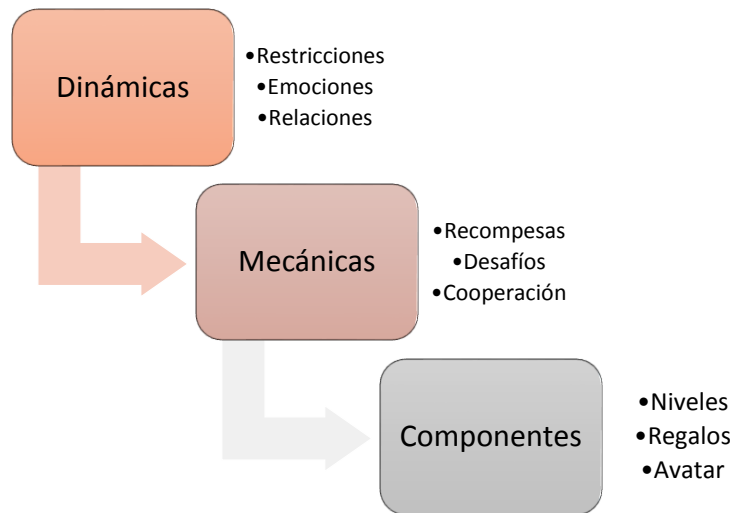 Dinámicas
•Restricciones
•Emociones
•Relaciones
Mecánicas
•Recompesas
•Desafíos
•Cooperación
Componentes
•Niveles
•Regalos
•Avatar